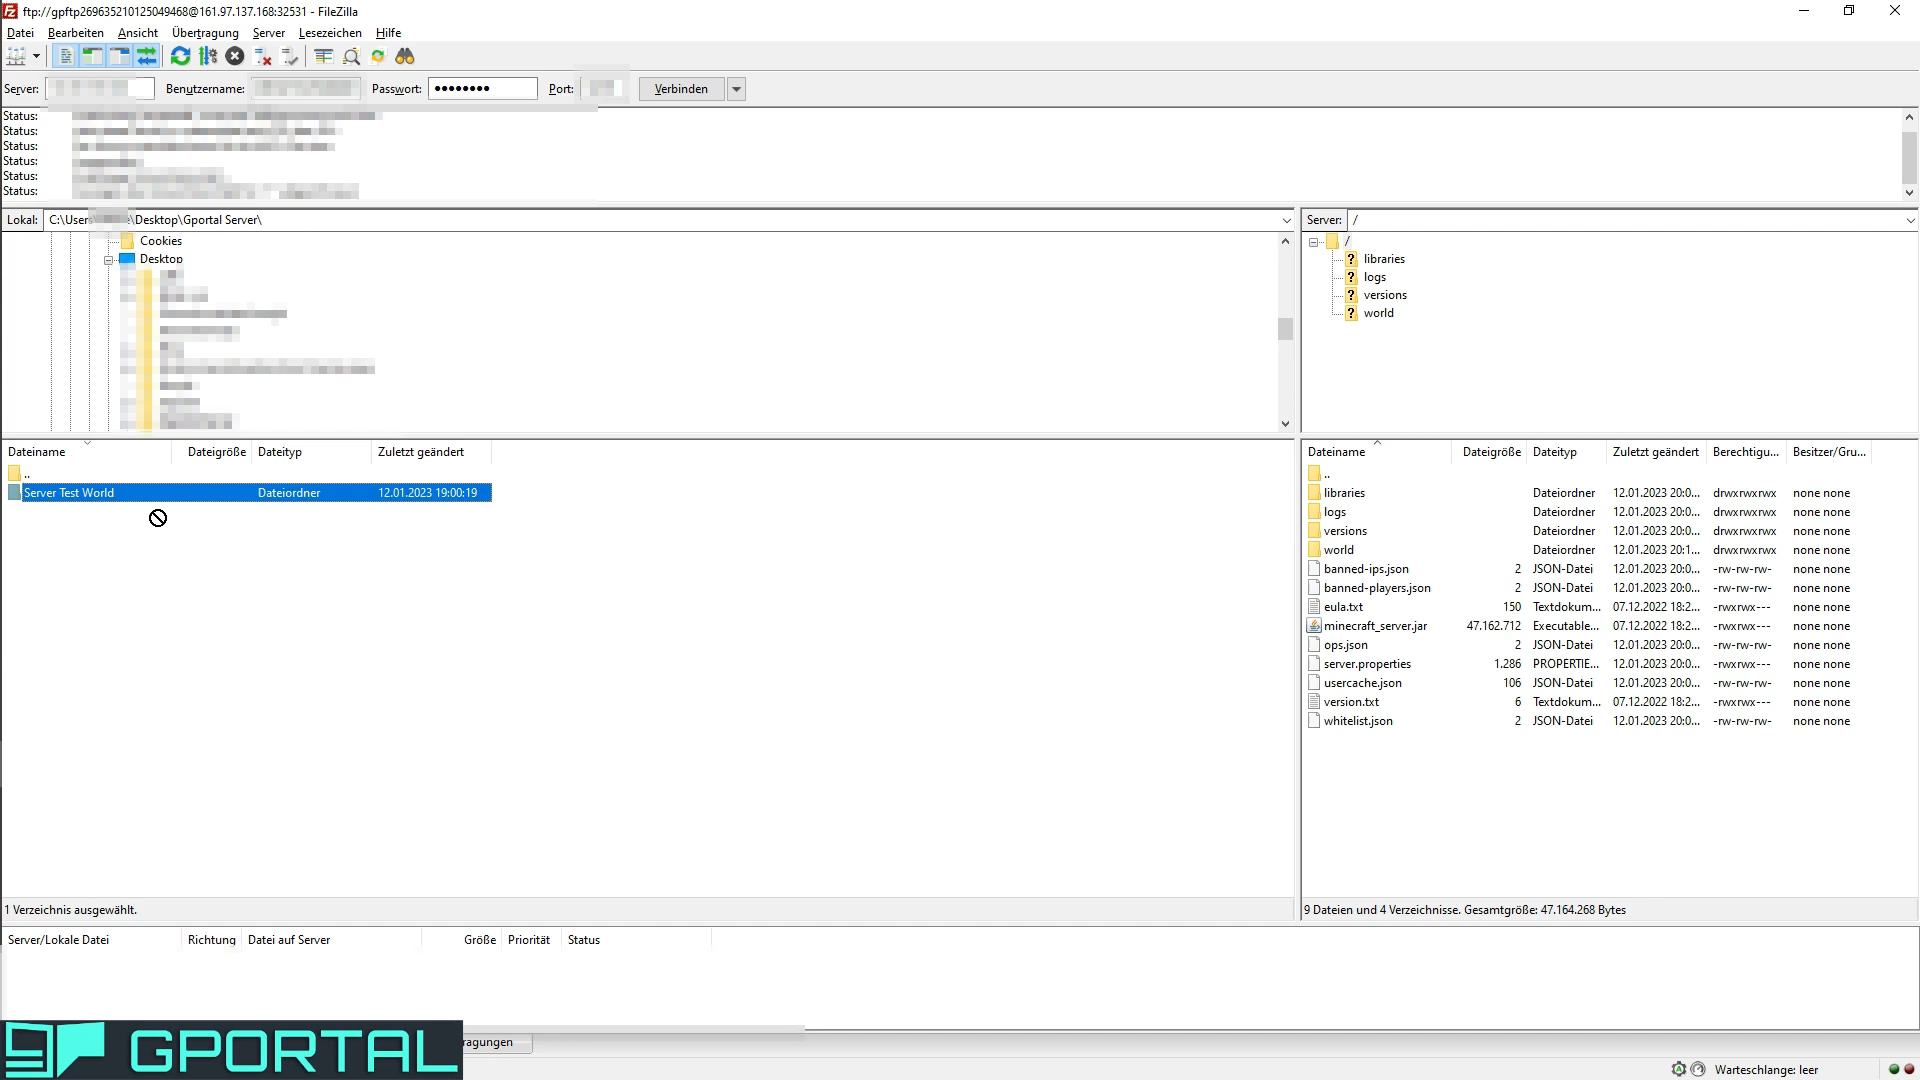 ftp://gpftp269635210125049468@161.97.137.168:32531 - FileZilla
Datei Bearbeiten Ansicht Übertragung Server Lesezeichen Hilfe
Server: Benutzername: Passwort: ●●●●●●●● Port: Verbinden
Status:
Status:
Status:
Status:
Status:
Status:
Lokal: C:\Users\ \Desktop\Gportal Server\
Cookies
Desktop
Server: /
/
libraries
logs
versions
world
Dateiname Dateigröße Dateityp Zuletzt geändert
..
Server Test World Dateiordner 12.01.2023 19:00:19
1 Verzeichnis ausgewählt.
Dateiname Dateigröße Dateityp Zuletzt geändert Berechtigu... Besitzer/Gru...
..
libraries Dateiordner 12.01.2023 20:0... drwxrwxrwx none none
logs Dateiordner 12.01.2023 20:0... drwxrwxrwx none none
versions Dateiordner 12.01.2023 20:0... drwxrwxrwx none none
world Dateiordner 12.01.2023 20:1... drwxrwxrwx none none
banned-ips.json 2 JSON-Datei 12.01.2023 20:0... -rw-rw-rw- none none
banned-players.json 2 JSON-Datei 12.01.2023 20:0... -rw-rw-rw- none none
eula.txt 150 Textdokum... 07.12.2022 18:2... -rwxrwx--- none none
minecraft_server.jar 47.162.712 Executable... 07.12.2022 18:2... -rwxrwx--- none none
ops.json 2 JSON-Datei 12.01.2023 20:0... -rw-rw-rw- none none
server.properties 1.286 PROPERTIE... 12.01.2023 20:0... -rwxrwx--- none none
usercache.json 106 JSON-Datei 12.01.2023 20:0... -rw-rw-rw- none none
version.txt 6 Textdokum... 07.12.2022 18:2... -rwxrwx--- none none
whitelist.json 2 JSON-Datei 12.01.2023 20:0... -rw-rw-rw- none none
9 Dateien und 4 Verzeichnisse. Gesamtgröße: 47.164.268 Bytes
Server/Lokale Datei Richtung Datei auf Server Größe Priorität Status
GPORTAL
ragungen
Warteschlange: leer